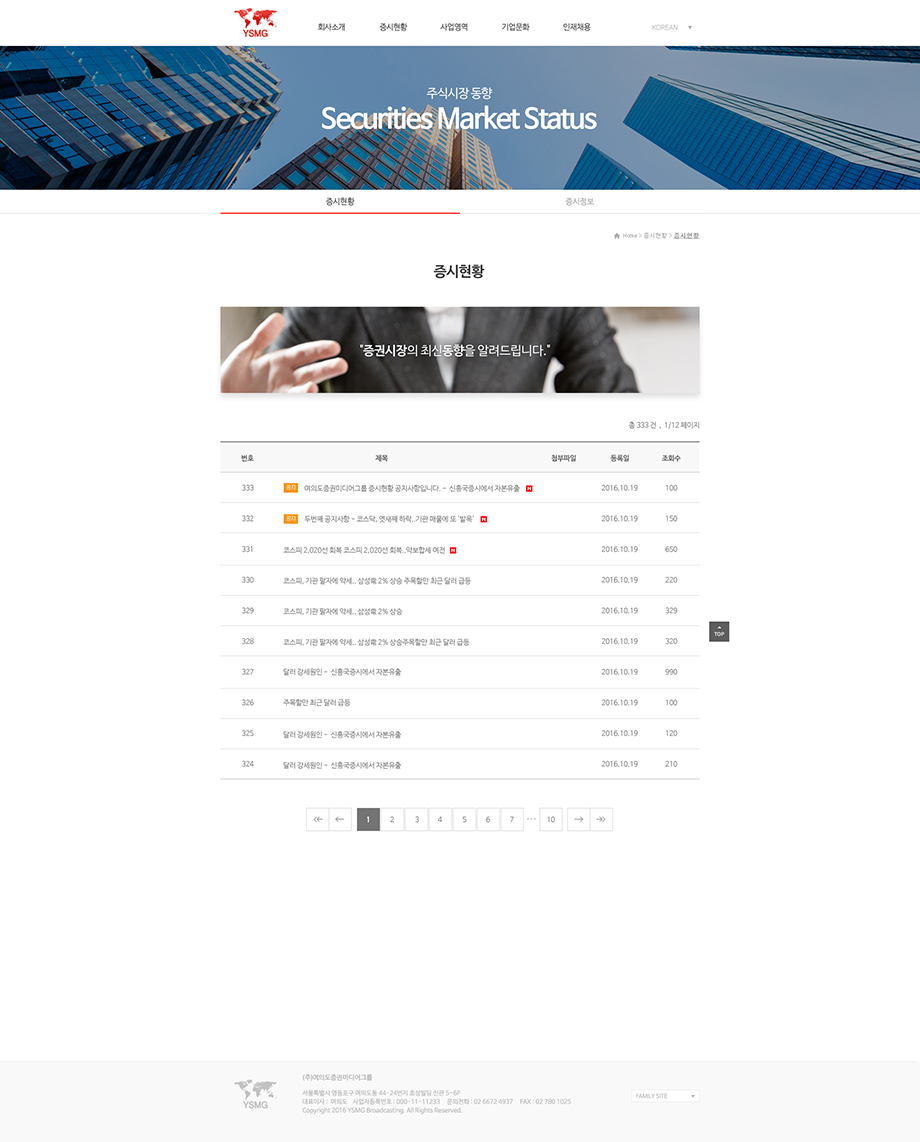 YSMG
회사소개 증시현황 사업영역 기업문화 인재채용 KOREAN
주식시장 동향
Securities Market Status
증시현황 증시정보
Home > 증시현황 > 증시현황
증시현황
"증권시장의 최신동향을 알려드립니다."
총 333 건 , 1/12 페이지
번호 제목 첨부파일 등록일 조회수
333 공지 여의도증권미디어그룹 증시현황 공지사항입니다. - 신흥국증시에서 자본유출 N 2016.10.19 100
332 공지 두번째 공지사항 - 코스닥, 엿새째 하락..기관 매물에 또 '발목' N 2016.10.19 150
331 코스피 2,020선 회복 코스피 2,020선 회복..약보합세 여전 N 2016.10.19 650
330 코스피, 기관 팔자에 약세.. 삼성電 2% 상승 주목할만 최근 달러 급등 2016.10.19 220
329 코스피, 기관 팔자에 약세.. 삼성電 2% 상승 2016.10.19 329
328 코스피, 기관 팔자에 약세.. 삼성電 2% 상승주목할만 최근 달러 급등 2016.10.19 320
327 달러 강세원인 - 신흥국증시에서 자본유출 2016.10.19 990
326 주목할만 최근 달러 급등 2016.10.19 100
325 달러 강세원인 - 신흥국증시에서 자본유출 2016.10.19 120
324 달러 강세원인 - 신흥국증시에서 자본유출 2016.10.19 210
TOP
1 2 3 4 5 6 7 ··· 10
YSMG
(주)여의도증권미디어그룹
서울특별시 영등포구 여의도동 44-24번지 효성빌딩 신관 5-6F
대표이사 : 여의도 사업자등록번호 : 000-11-11233 문의전화 : 02 6672 4937 FAX : 02 780 1025
Copyright 2016 YSMG Broadcasting. All Rights Reserved.
FAMILY SITE